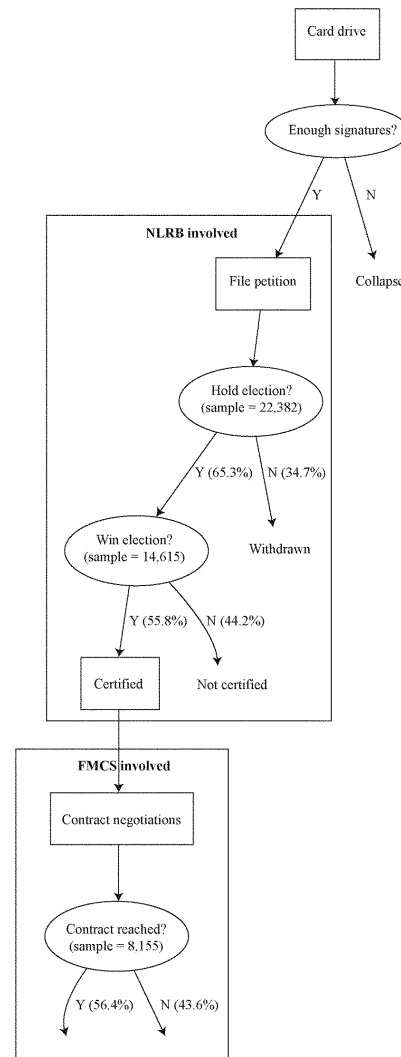 Card drive
Enough signatures?
Y
N
NLRB involved
File petition
Collapse
Hold election?
(sample = 22,382)
Y (65.3%)
N (34.7%)
Win election?
(sample = 14,615)
Withdrawn
Y (55.8%)
N (44.2%)
Certified
Not certified
FMCS involved
Contract negotiations
Contract reached?
(sample = 8,155)
Y (56.4%)
N (43.6%)